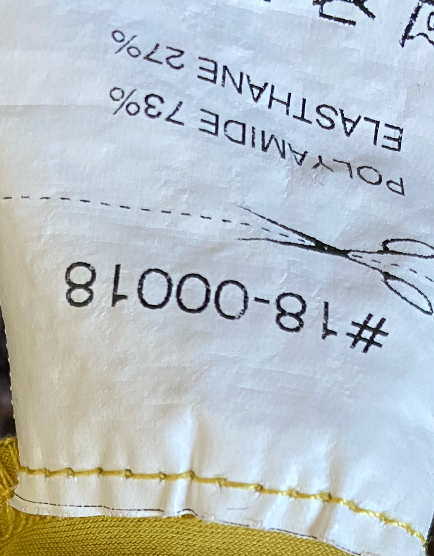 #18-00018
POLYAMIDE 73%
ELASTHANE 27%